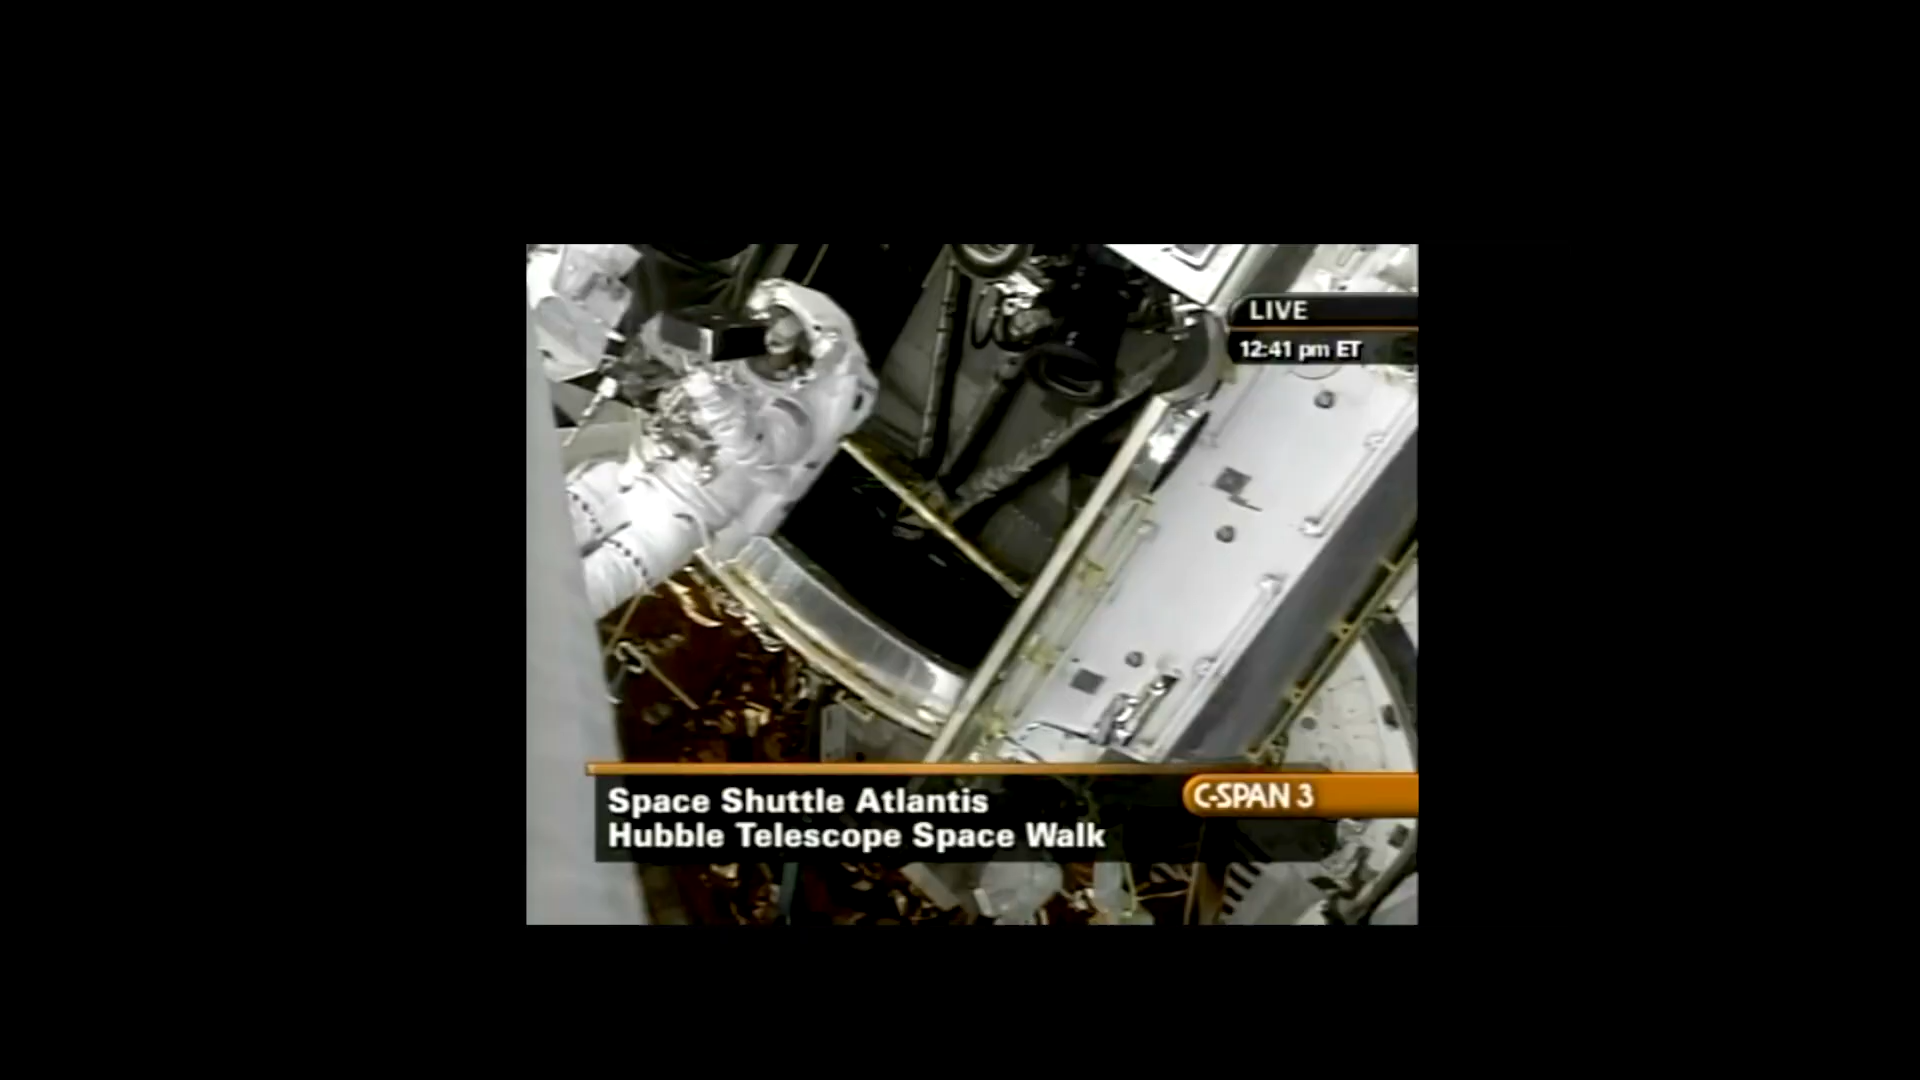 LIVE
12:41 pm ET
Space Shuttle Atlantis
Hubble Telescope Space Walk
C-SPAN 3